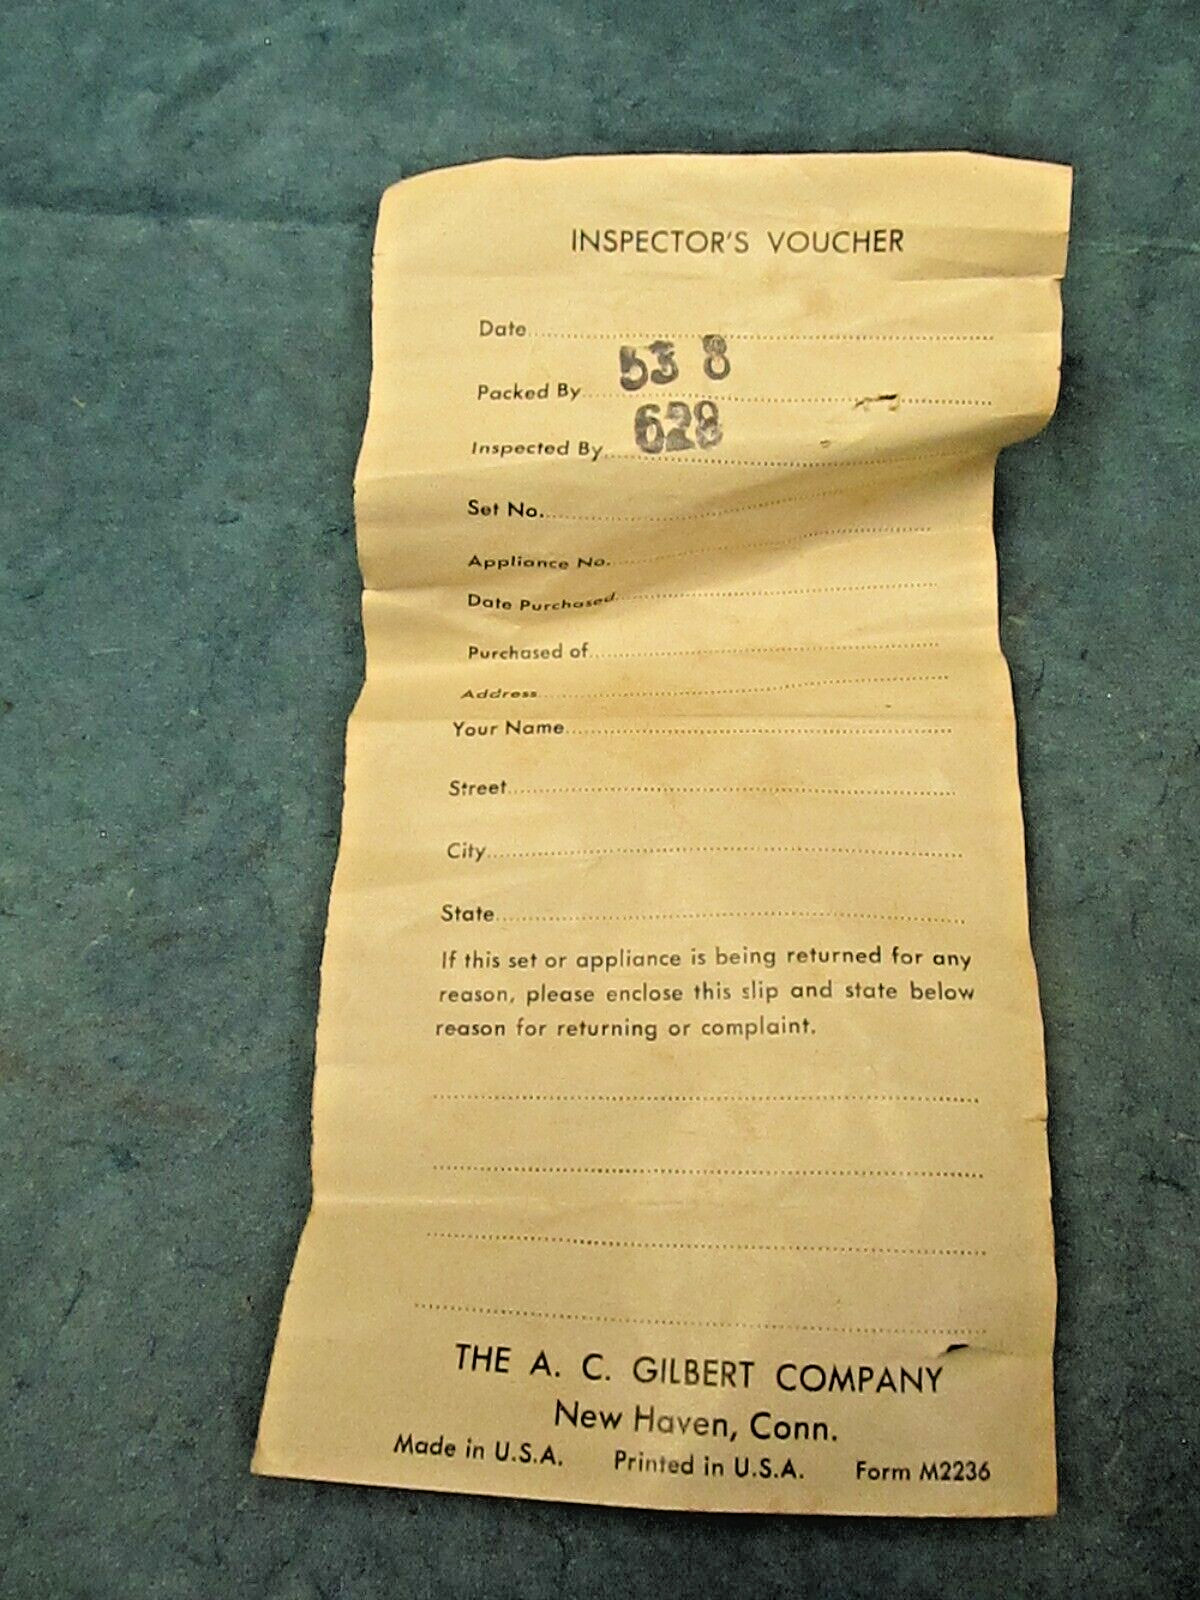 INSPECTOR'S VOUCHER
Date
Packed By 53 8
Inspected By 628
Set No.
Appliance No.
Date Purchased
Purchased of
Address
Your Name
Street
City
State
If this set or appliance is being returned for any
reason, please enclose this slip and state below
reason for returning or complaint.
THE A. C. GILBERT COMPANY
New Haven, Conn.
Made in U.S.A. Printed in U.S.A. Form M2236